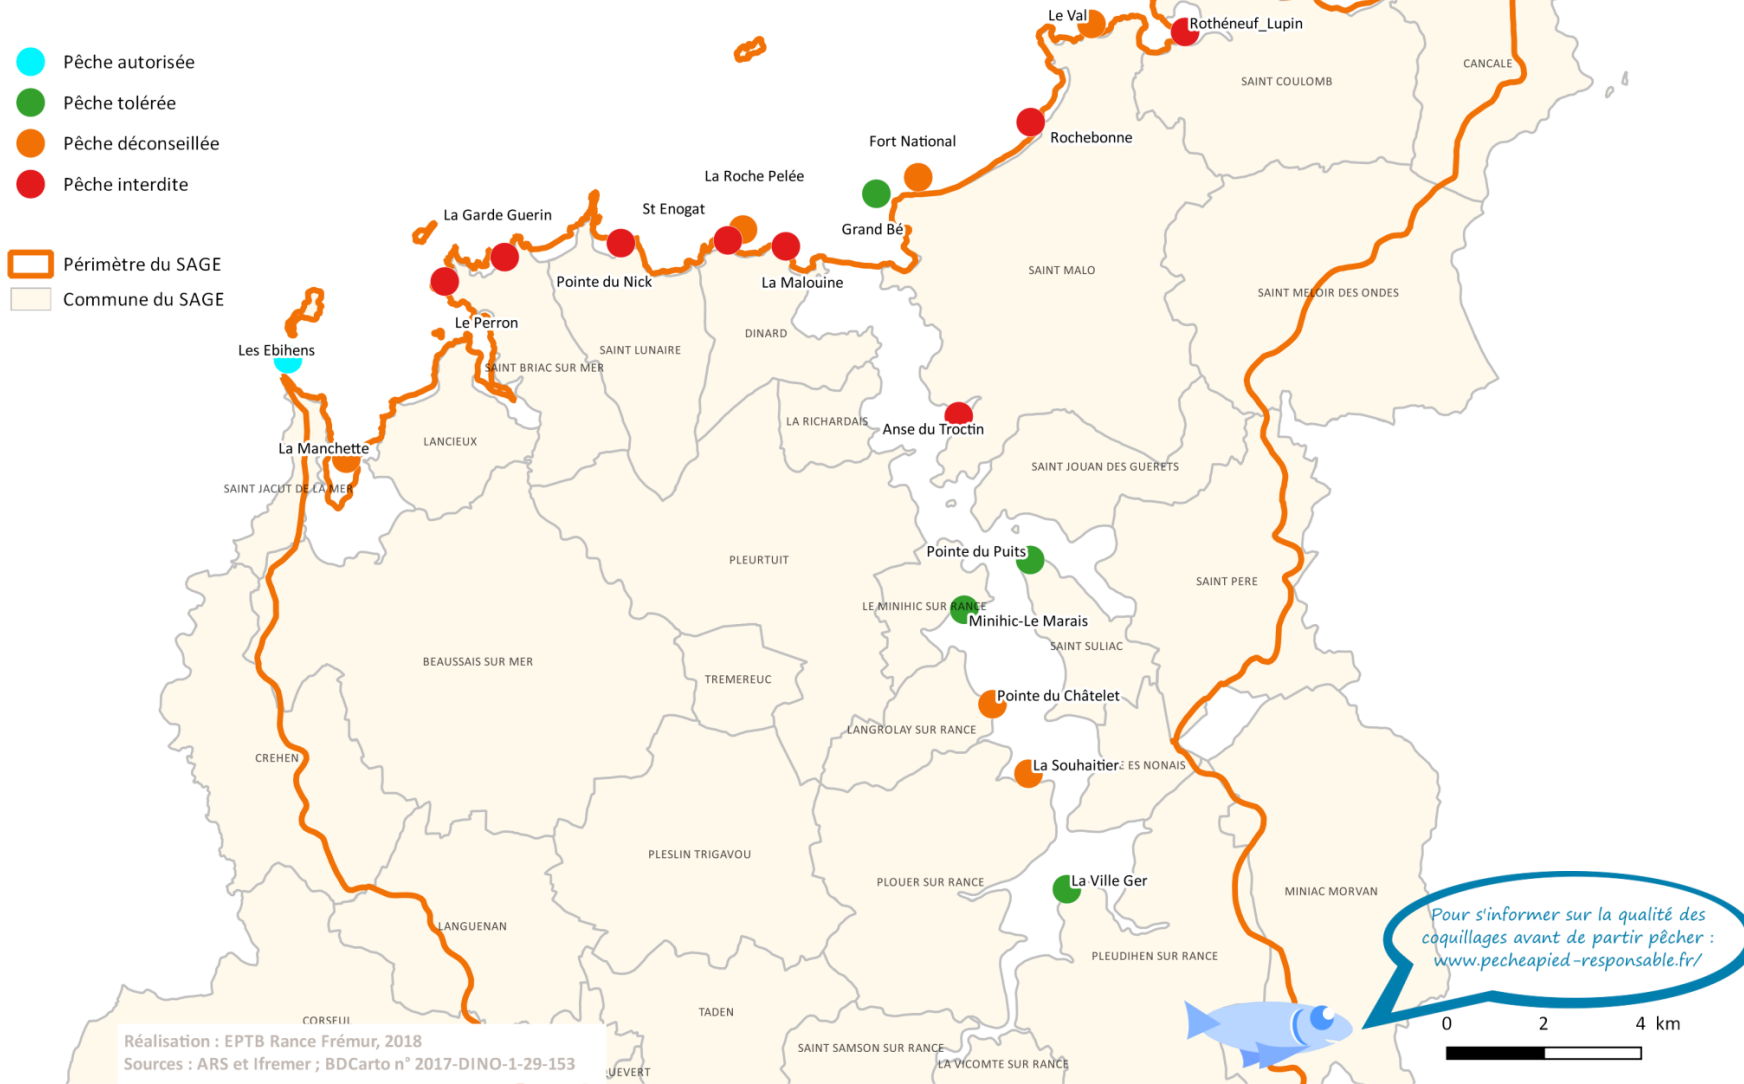 Le Val
Rothéneuf_Lupin
Pêche autorisée
CANCALE
SAINT COULOMB
Pêche tolérée
Pêche déconseillée
Fort National
Rochebonne
Pêche interdite
La Roche Pelée
St Enogat
La Garde Guerin
Grand Bé
Périmètre du SAGE
SAINT MALO
Pointe du Nick
La Malouine
SAINT MELOIR DES ONDES
Commune du SAGE
Le Perron
DINARD
Les Ebihens
SAINT LUNAIRE
SAINT BRIAC SUR MER
LA RICHARDAIS
Anse du Troctin
LANCIEUX
La Manchette
SAINT JOUAN DES GUERETS
SAINT JACUT DE LA MER
Pointe du Puits
PLEURTUIT
SAINT PERE
LE MINIHIC SUR RANCE
Minihic-Le Marais
SAINT SULIAC
BEAUSSAIS SUR MER
TREMEREUC
Pointe du Châtelet
LANGROLAY SUR RANCE
CREHEN
La Souhaitier
ES NONAIS
PLESLIN TRIGAVOU
PLOUER SUR RANCE
La Ville Ger
MINIAC MORVAN
Pour s'informer sur la qualité des
coquillages avant de partir pêcher :
www.pecheapied-responsable.fr/
LANGUENAN
PLEUDIHEN SUR RANCE
TADEN
CORSEUL
0 2 4 km
Réalisation : EPTB Rance Frémur, 2018
Sources : ARS et Ifremer ; BDCarto n° 2017-DINO-1-29-153
SAINT SAMSON SUR RANCE
LA VICOMTE SUR RANCE
QUEVERT